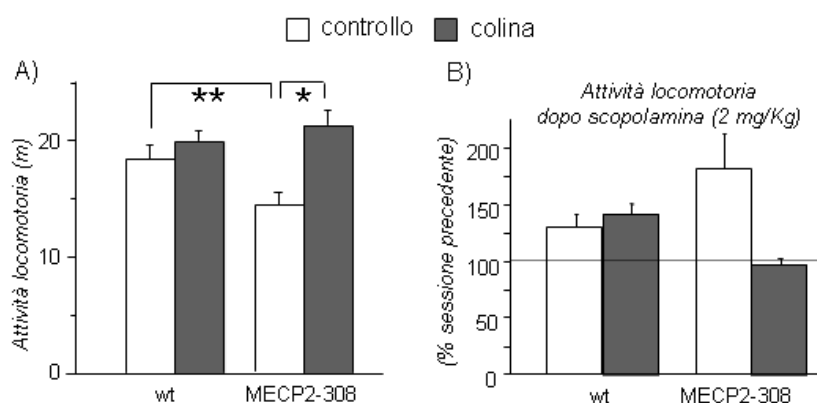 controllo colina
A)
Attività locomotoria (m)
20
10
0
**
*
wt MECP2-308
B)
Attività locomotoria
dopo scopolamina (2 mg/Kg)
(% sessione precedente)
200
150
100
50
0
wt MECP2-308